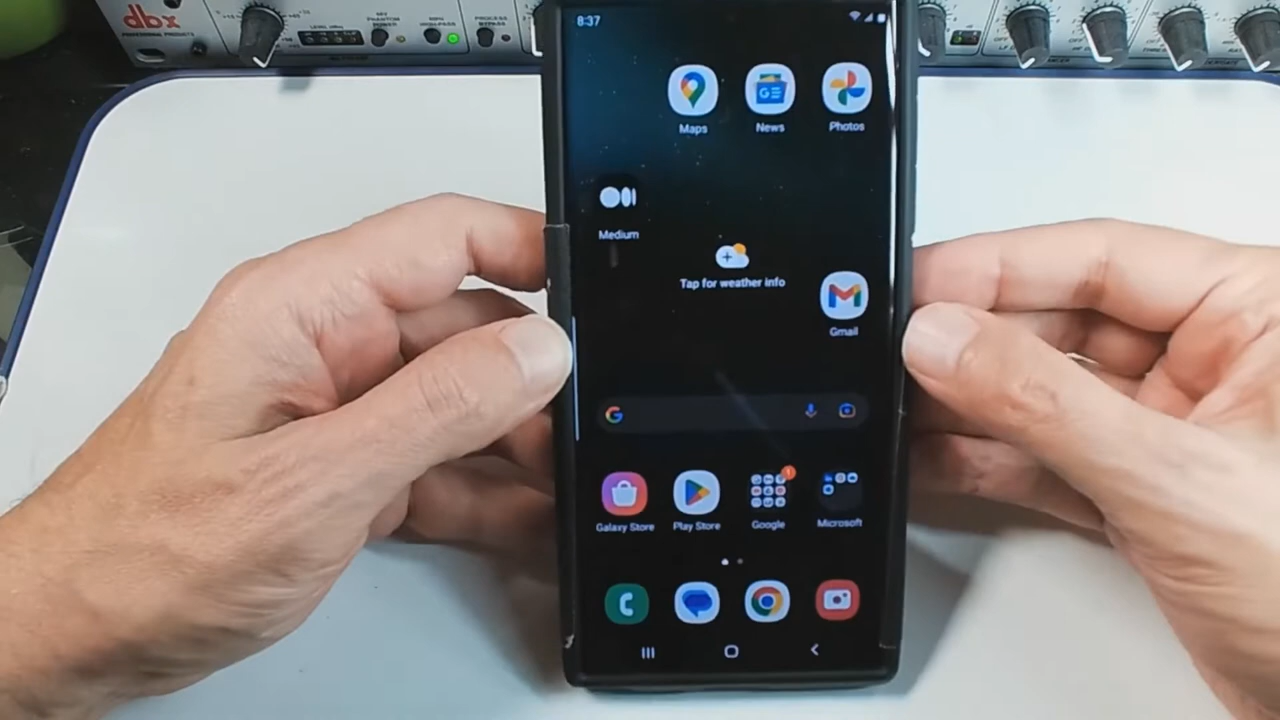 dbx
PROFESSIONAL PRODUCTS
8:37
Maps
News
Photos
Medium
Tap for weather info
Gmail
Galaxy Store
Play Store
Google
Microsoft